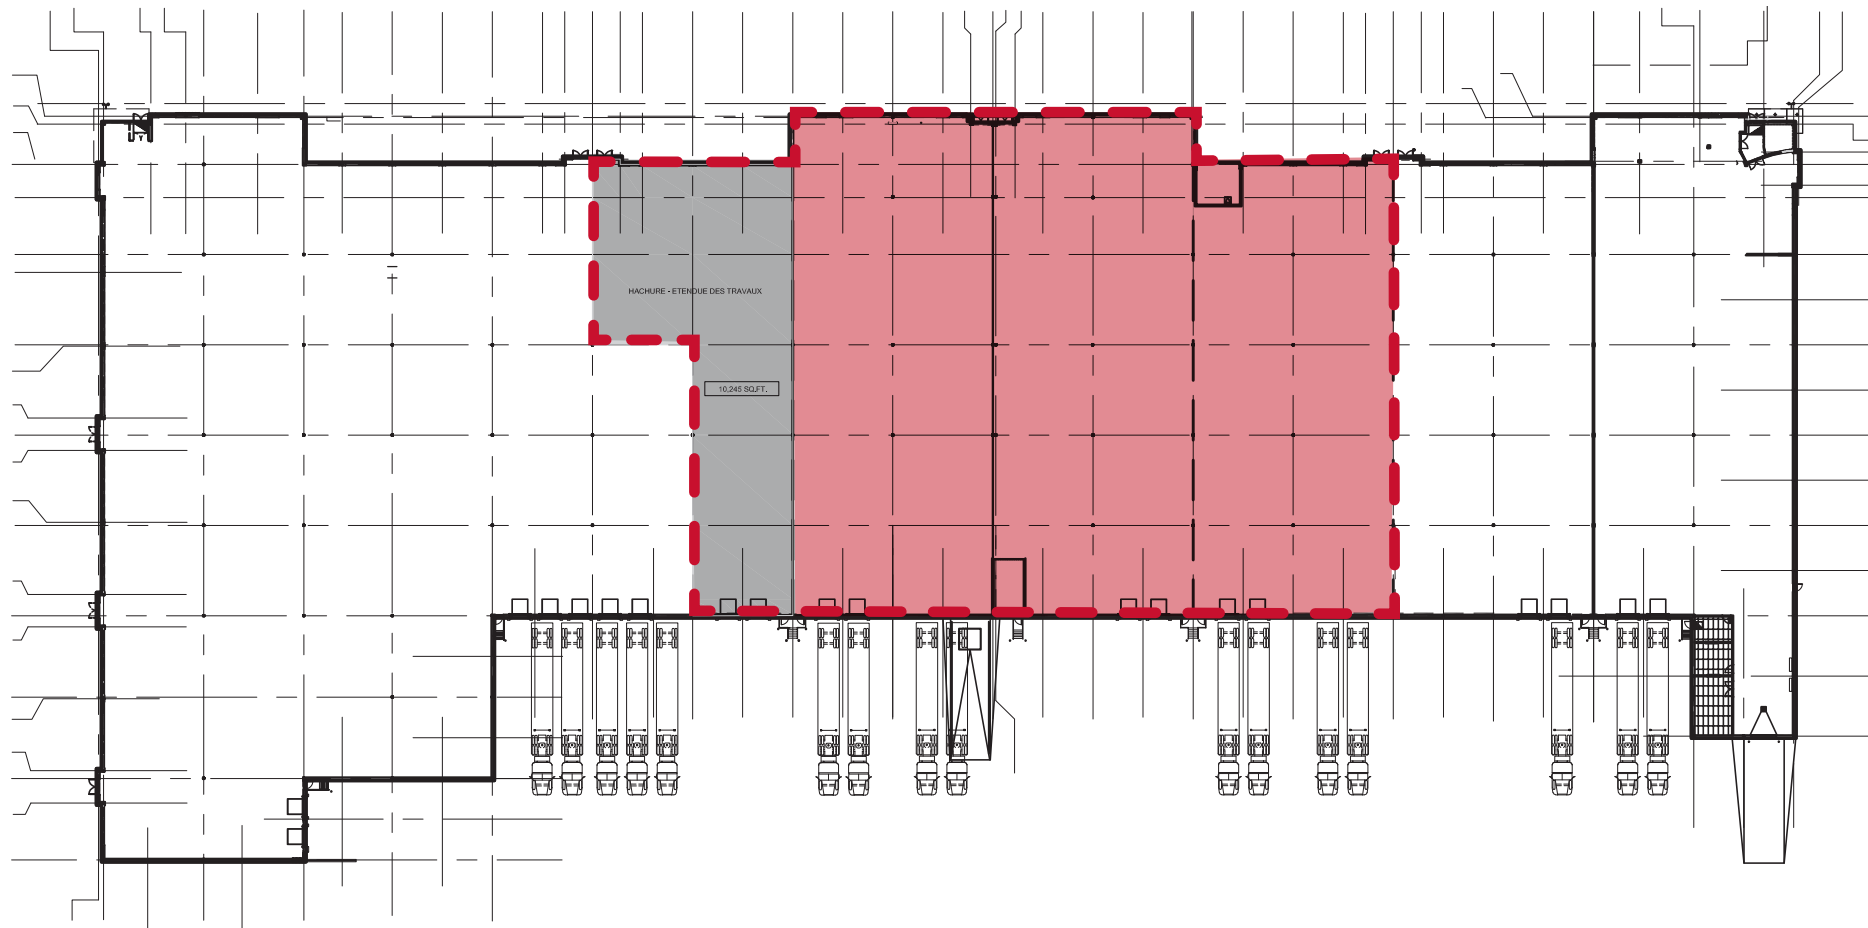 HACHURE - ETENDUE DES TRAVAUX
10,245 SQ.FT.